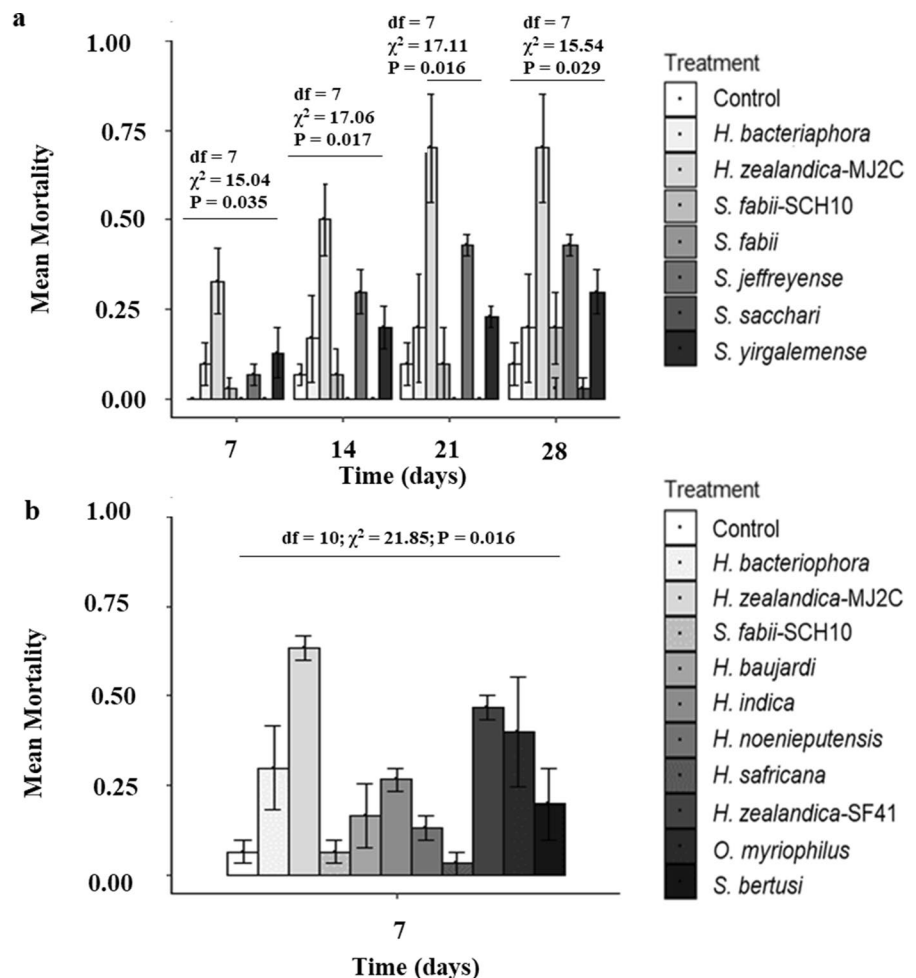 a
Mean Mortality
1.00
0.75
0.50
0.25
0.00
df = 7
χ² = 15.04
P = 0.035
df = 7
χ² = 17.06
P = 0.017
df = 7
χ² = 17.11
P = 0.016
df = 7
χ² = 15.54
P = 0.029
7
14
21
28
Time (days)
Treatment
Control
H. bacteriaphora
H. zealandica-MJ2C
S. fabii-SCH10
S. fabii
S. jeffreyense
S. sacchari
S. yirgalemense
b
Mean Mortality
1.00
0.75
0.50
0.25
0.00
df = 10; χ² = 21.85; P = 0.016
7
Time (days)
Treatment
Control
H. bacteriophora
H. zealandica-MJ2C
S. fabii-SCH10
H. baujardi
H. indica
H. noenieputensis
H. safricana
H. zealandica-SF41
O. myriophilus
S. bertusi